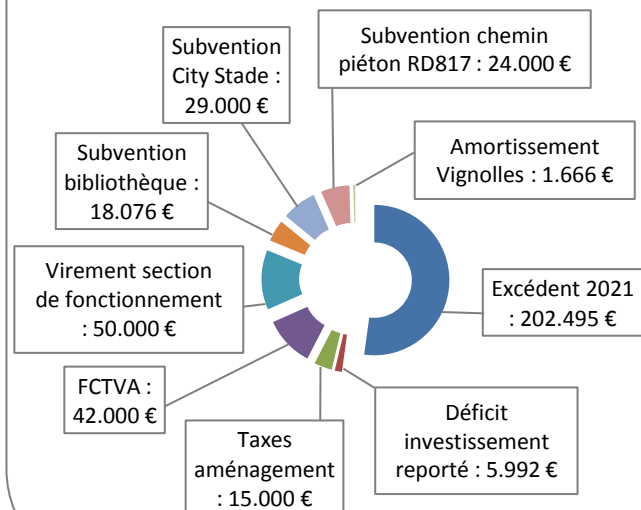 Subvention
City Stade :
29.000 €
Subvention chemin
piéton RD817 : 24.000 €
Subvention
bibliothèque :
18.076 €
Amortissement
Vignolles : 1.666 €
Virement section
de fonctionnement
: 50.000 €
Excédent 2021
: 202.495 €
FCTVA :
42.000 €
Taxes
aménagement
: 15.000 €
Déficit
investissement
reporté : 5.992 €